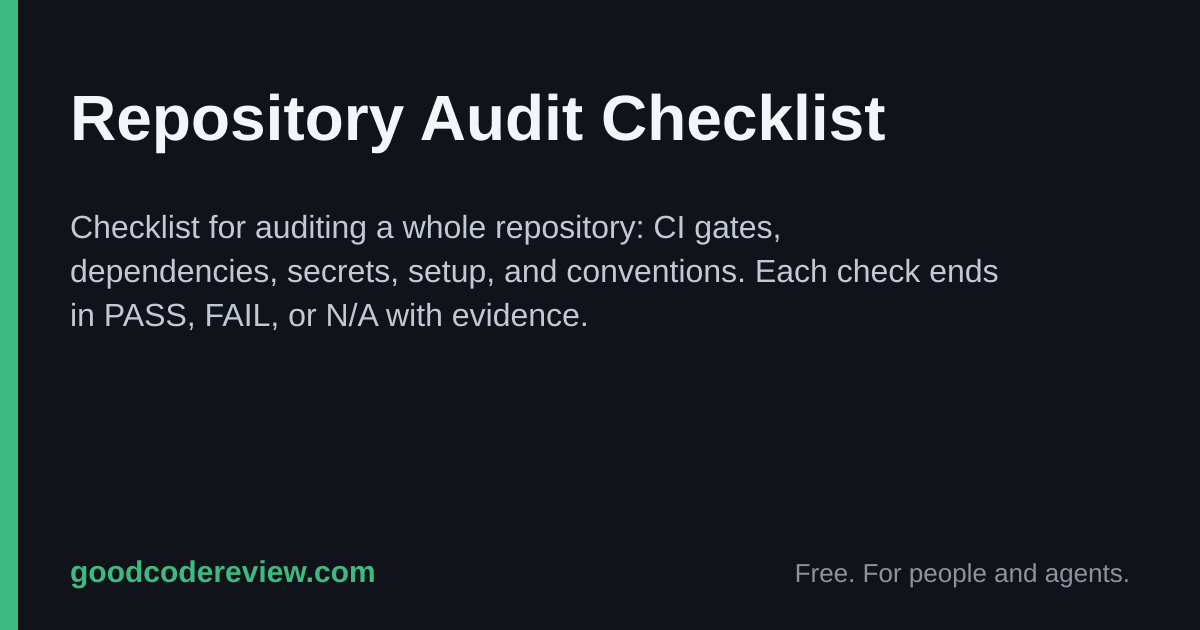 Repository Audit Checklist
Checklist for auditing a whole repository: CI gates,
dependencies, secrets, setup, and conventions. Each check ends
in PASS, FAIL, or N/A with evidence.
goodcodereview.com
Free. For people and agents.